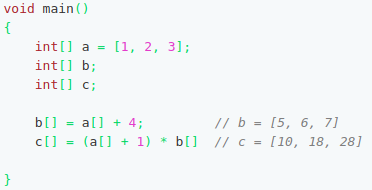 void main()
{
    int[] a = [1, 2, 3];
    int[] b;
    int[] c;

    b[] = a[] + 4;         // b = [5, 6, 7]
    c[] = (a[] + 1) * b[]  // c = [10, 18, 28]

}